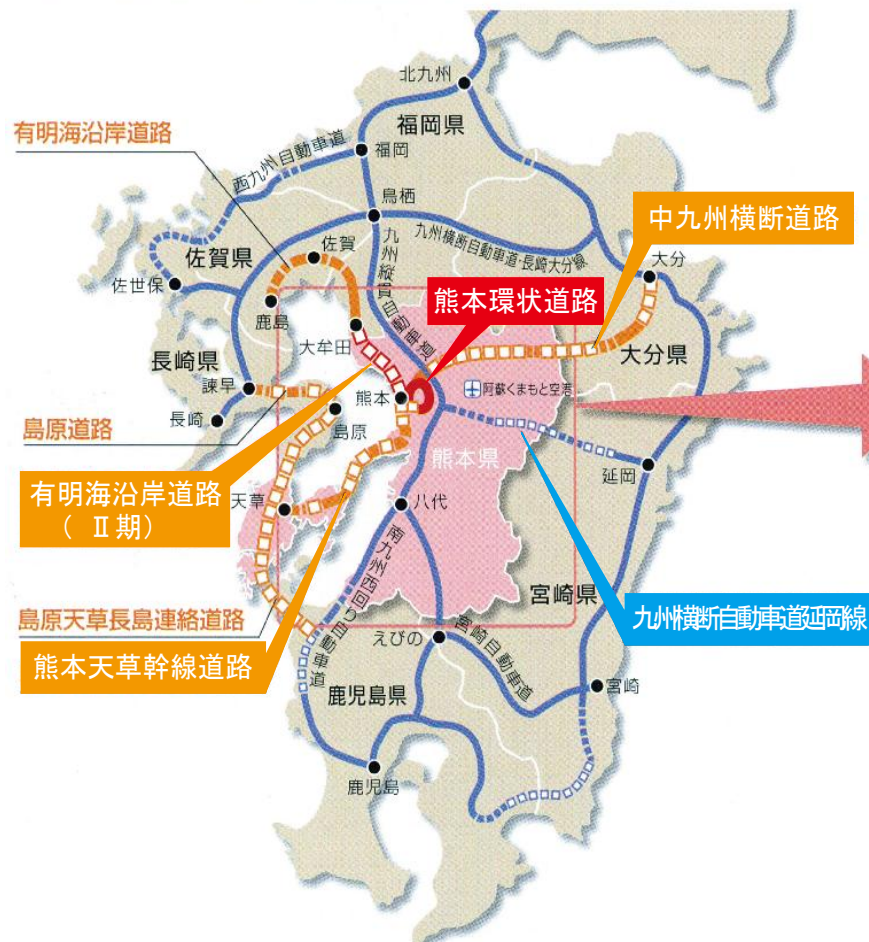 北九州
福岡県
有明海沿岸道路
西九州自動車道
福岡
鳥栖
九州横断自動車道・長崎大分線
中九州横断道路
佐賀
佐賀県
九州縦貫自動車道
大分
佐世保
熊本環状道路
鹿島
大牟田
大分県
長崎県
阿蘇くまもと空港
諫早
熊本
長崎
島原
島原道路
熊本県
延岡
有明海沿岸道路
( Ⅱ期)
天草
八代
南九州西回り自動車道
宮崎県
島原天草長島連絡道路
九州横断自動車道延岡線
えびの
宮崎自動車道
熊本天草幹線道路
宮崎
鹿児島県
鹿児島